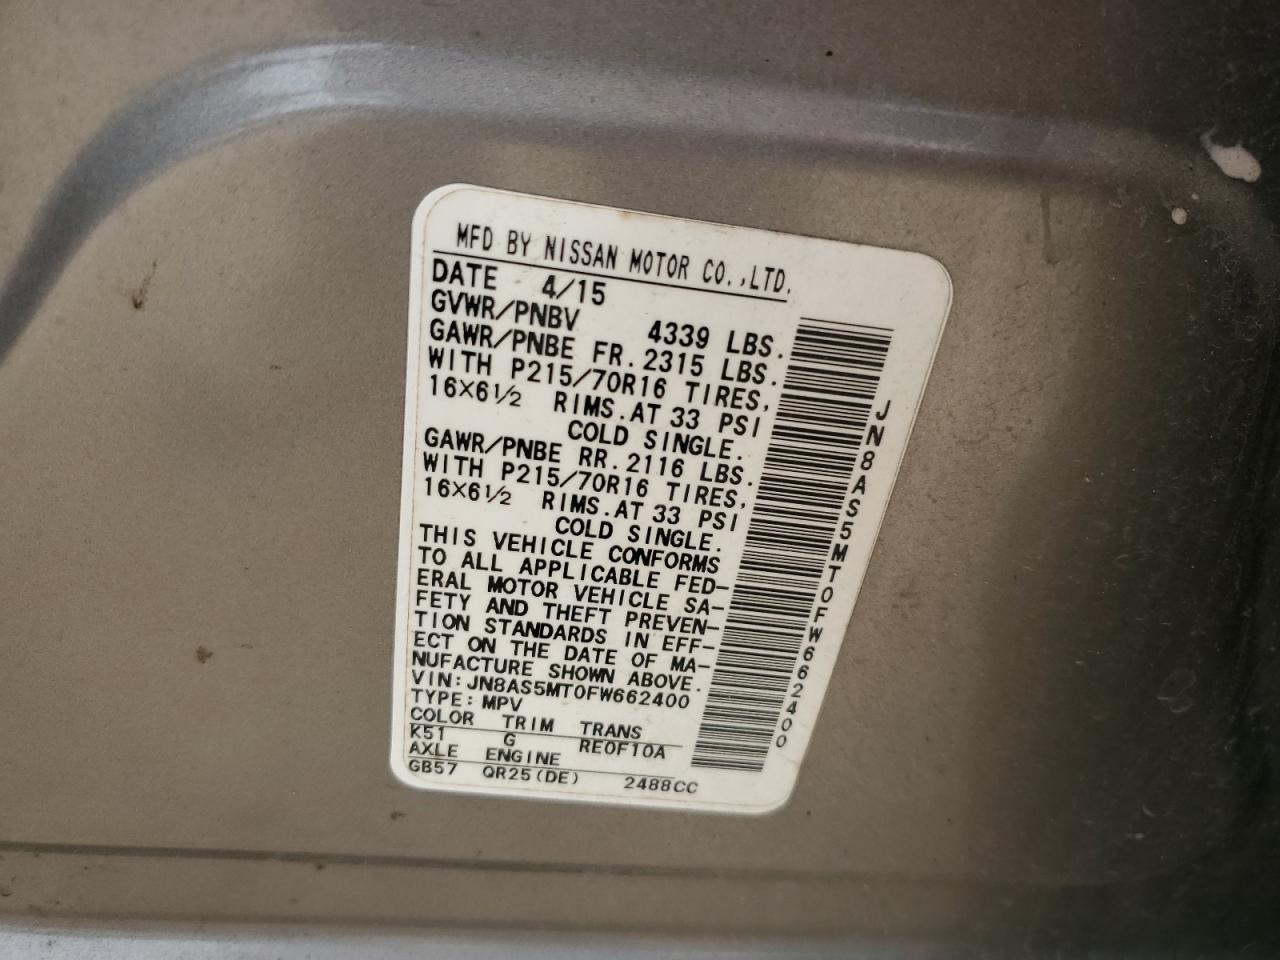 MFD BY NISSAN MOTOR CO.,LTD.
DATE 4/15
GVWR/PNBV 4339 LBS.
GAWR/PNBE FR. 2315 LBS.
WITH P215/70R16 TIRES,
16×6½ RIMS. AT 33 PSI
COLD SINGLE.
GAWR/PNBE RR. 2116 LBS.
WITH P215/70R16 TIRES,
16×6½ RIMS. AT 33 PSI
COLD SINGLE.
THIS VEHICLE CONFORMS
TO ALL APPLICABLE FED-
ERAL MOTOR VEHICLE SA-
FETY AND THEFT PREVEN-
TION STANDARDS IN EFF-
ECT ON THE DATE OF MA-
NUFACTURE SHOWN ABOVE.
VIN: JN8AS5MT0FW662400
TYPE: MPV
COLOR TRIM TRANS
K51 G RE0F10A
AXLE ENGINE
GB57 QR25(DE) 2488CC
JN8AS5MT0FW662400